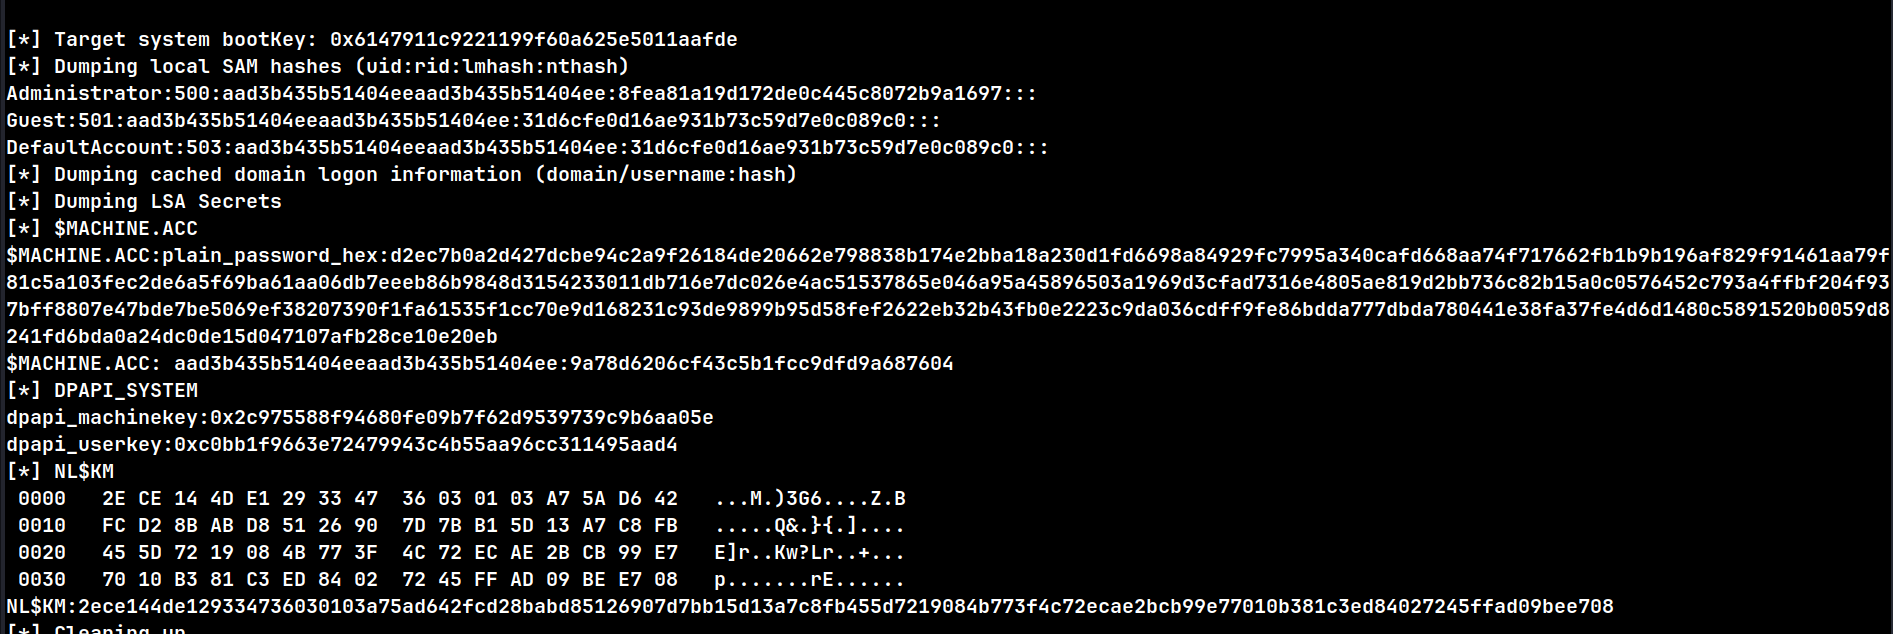 [*] Target system bootKey: 0x6147911c9221199f60a625e5011aafde
[*] Dumping local SAM hashes (uid:rid:lmhash:nthash)
Administrator:500:aad3b435b51404eeaad3b435b51404ee:8fea81a19d172de0c445c8072b9a1697:::
Guest:501:aad3b435b51404eeaad3b435b51404ee:31d6cfe0d16ae931b73c59d7e0c089c0:::
DefaultAccount:503:aad3b435b51404eeaad3b435b51404ee:31d6cfe0d16ae931b73c59d7e0c089c0:::
[*] Dumping cached domain logon information (domain/username:hash)
[*] Dumping LSA Secrets
[*] $MACHINE.ACC
$MACHINE.ACC:plain_password_hex:d2ec7b0a2d427dcbe94c2a9f26184de20662e798838b174e2bba18a230d1fd6698a84929fc7995a340cafd668aa74f717662fb1b9b196af829f91461aa79f
81c5a103fec2de6a5f69ba61aa06db7eeeb86b9848d3154233011db716e7dc026e4ac51537865e046a95a45896503a1969d3cfad7316e4805ae819d2bb736c82b15a0c0576452c793a4ffbf204f93
7bff8807e47bde7be5069ef38207390f1fa61535f1cc70e9d168231c93de9899b95d58fef2622eb32b43fb0e2223c9da036cdff9fe86bdda777dbda780441e38fa37fe4d6d1480c5891520b0059d8
241fd6bda0a24dc0de15d047107afb28ce10e20eb
$MACHINE.ACC: aad3b435b51404eeaad3b435b51404ee:9a78d6206cf43c5b1fcc9dfd9a687604
[*] DPAPI_SYSTEM
dpapi_machinekey:0x2c975588f94680fe09b7f62d9539739c9b6aa05e
dpapi_userkey:0xc0bb1f9663e72479943c4b55aa96cc311495aad4
[*] NL$KM
0000 2E CE 14 4D E1 29 33 47 36 03 01 03 A7 5A D6 42 ...M.)3G6....Z.B
0010 FC D2 8B AB D8 51 26 90 7D 7B B1 5D 13 A7 C8 FB .....Q&.}{.]....
0020 45 5D 72 19 08 4B 77 3F 4C 72 EC AE 2B CB 99 E7 E]r..Kw?Lr..+...
0030 70 10 B3 81 C3 ED 84 02 72 45 FF AD 09 BE E7 08 p.......rE......
NL$KM:2ece144de129334736030103a75ad642fcd28babd85126907d7bb15d13a7c8fb455d7219084b773f4c72ecae2bcb99e77010b381c3ed84027245ffad09bee708
[*] Cleaning up